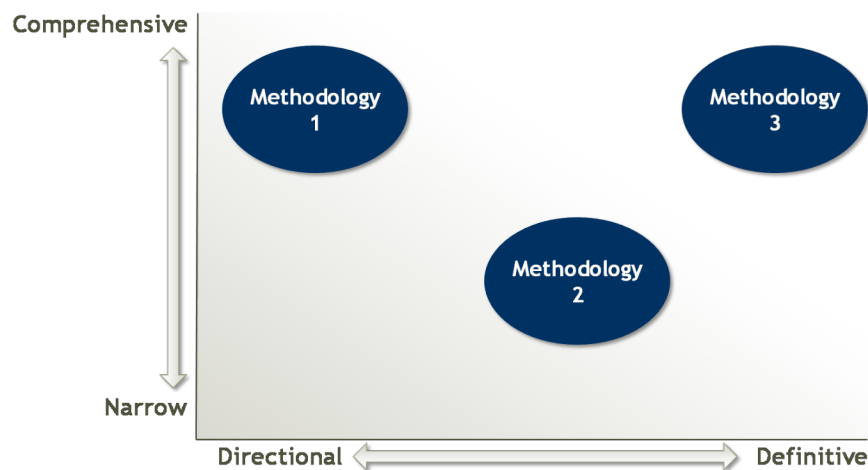 Comprehensive
Methodology
1
Methodology
3
Methodology
2
Narrow
Directional
Definitive